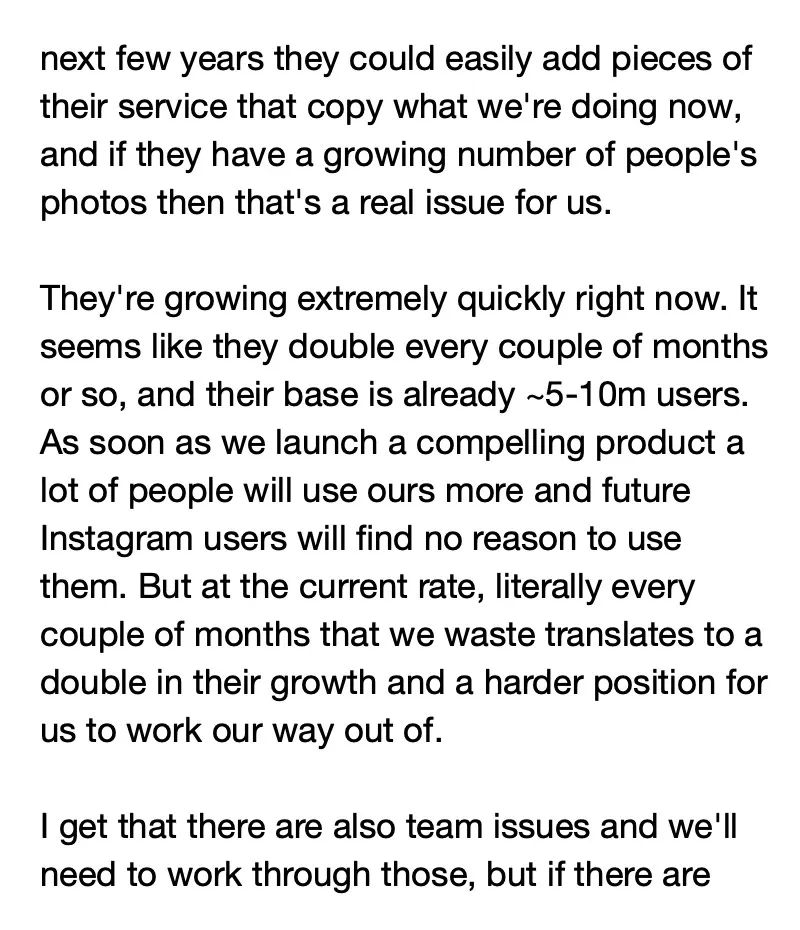 next few years they could easily add pieces of
their service that copy what we're doing now,
and if they have a growing number of people's
photos then that's a real issue for us.
They're growing extremely quickly right now. It
seems like they double every couple of months
or so, and their base is already ~5-10m users.
As soon as we launch a compelling product a
lot of people will use ours more and future
Instagram users will find no reason to use
them. But at the current rate, literally every
couple of months that we waste translates to a
double in their growth and a harder position for
us to work our way out of.
I get that there are also team issues and we'll
need to work through those, but if there are